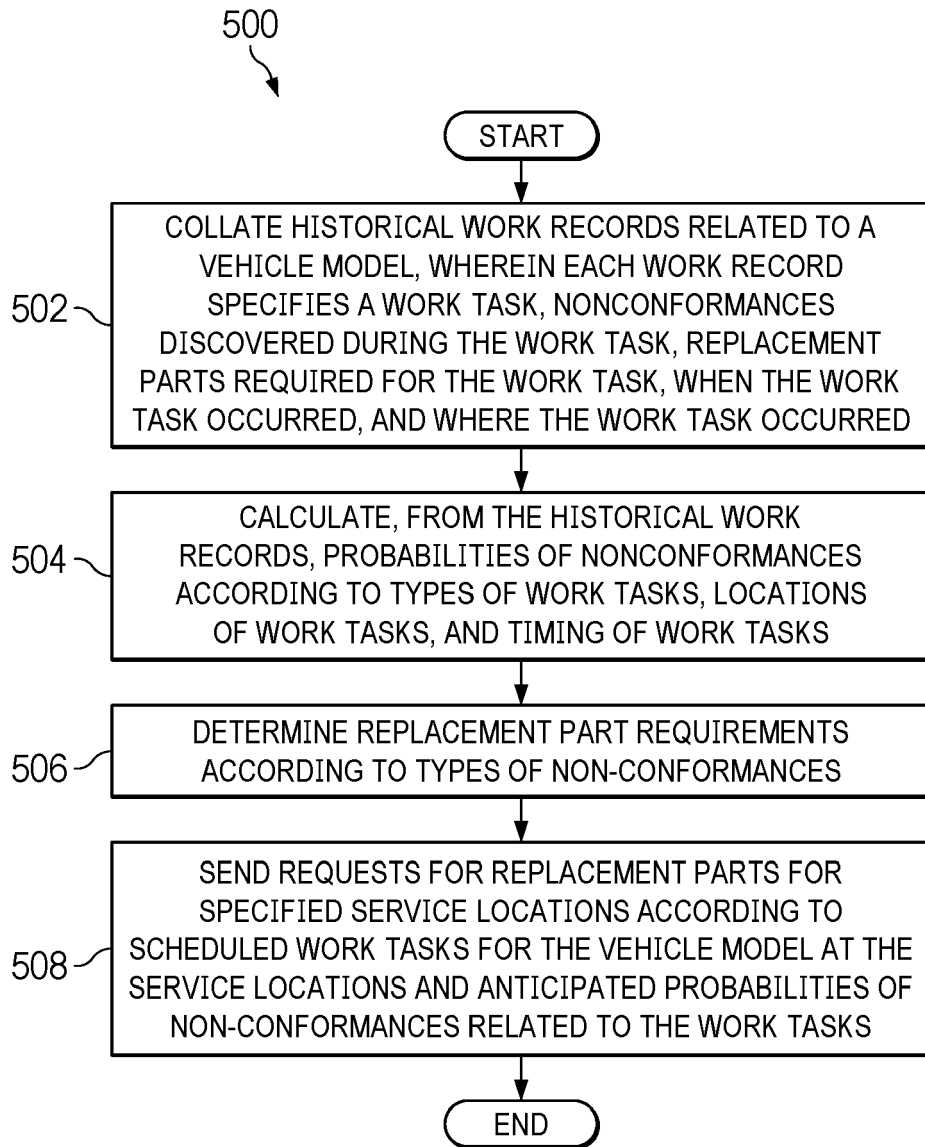 500
START
502
COLLATE HISTORICAL WORK RECORDS RELATED TO A
VEHICLE MODEL, WHEREIN EACH WORK RECORD
SPECIFIES A WORK TASK, NONCONFORMANCES
DISCOVERED DURING THE WORK TASK, REPLACEMENT
PARTS REQUIRED FOR THE WORK TASK, WHEN THE WORK
TASK OCCURRED, AND WHERE THE WORK TASK OCCURRED
504
CALCULATE, FROM THE HISTORICAL WORK
RECORDS, PROBABILITIES OF NONCONFORMANCES
ACCORDING TO TYPES OF WORK TASKS, LOCATIONS
OF WORK TASKS, AND TIMING OF WORK TASKS
506
DETERMINE REPLACEMENT PART REQUIREMENTS
ACCORDING TO TYPES OF NON-CONFORMANCES
508
SEND REQUESTS FOR REPLACEMENT PARTS FOR
SPECIFIED SERVICE LOCATIONS ACCORDING TO
SCHEDULED WORK TASKS FOR THE VEHICLE MODEL AT THE
SERVICE LOCATIONS AND ANTICIPATED PROBABILITIES OF
NON-CONFORMANCES RELATED TO THE WORK TASKS
END